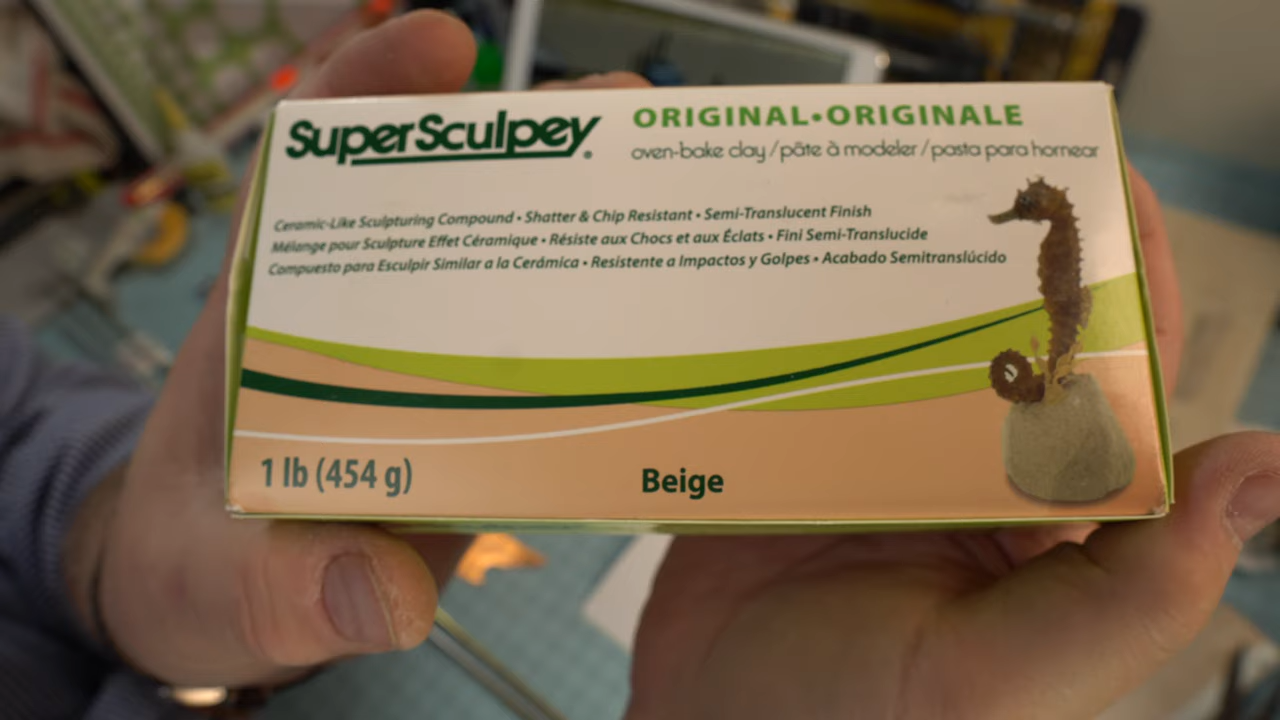 SuperSculpey®
ORIGINAL•ORIGINALE
oven-bake clay/pâte à modeler/pasta para hornear
Ceramic-Like Sculpturing Compound • Shatter & Chip Resistant • Semi-Translucent Finish
Mélange pour Sculpture Effet Céramique • Résiste aux Chocs et aux Éclats • Fini Semi-Translucide
Compuesto para Esculpir Similar a la Cerámica • Resistente a Impactos y Golpes • Acabado Semitranslúcido
1 lb (454 g)
Beige